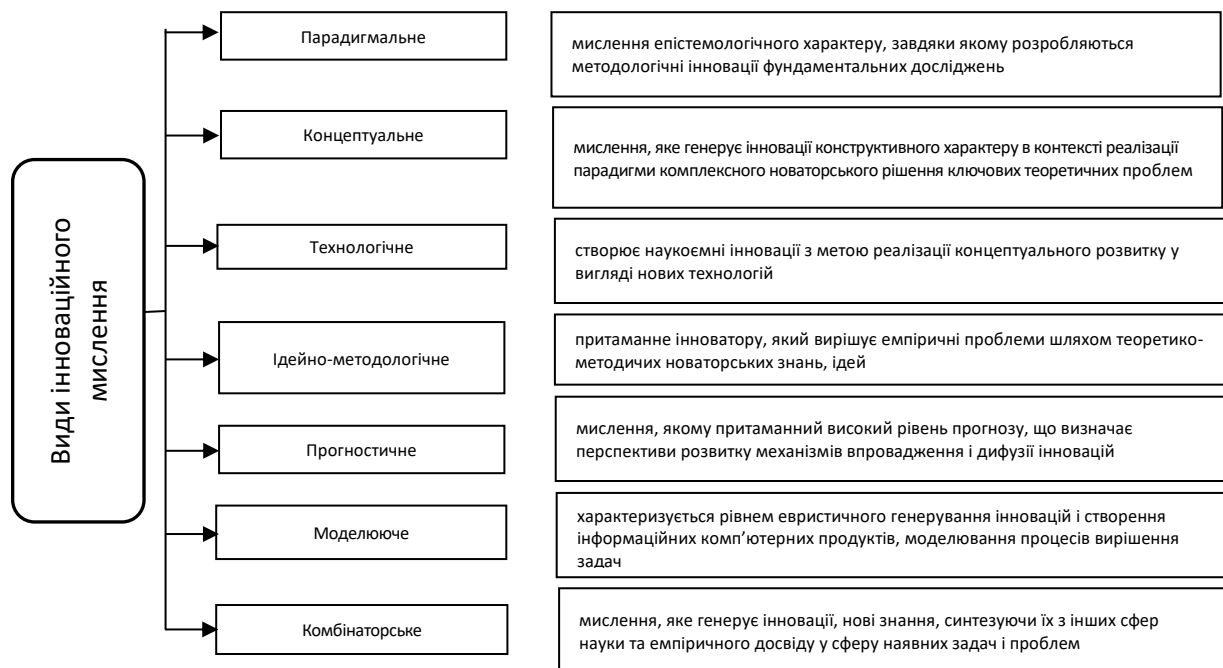 Види інноваційного
мислення
Парадигмальне
мислення епістемологічного характеру, завдяки якому розробляються
методологічні інновації фундаментальних досліджень
Концептуальне
мислення, яке генерує інновації конструктивного характеру в контексті реалізації
парадигми комплексного новаторського рішення ключових теоретичних проблем
Технологічне
створює наукоємні інновації з метою реалізації концептуального розвитку у
вигляді нових технологій
Ідейно-методологічне
притаманне інноватору, який вирішує емпіричні проблеми шляхом теоретико-
методичих новаторських знань, ідей
Прогностичне
мислення, якому притаманний високий рівень прогнозу, що визначає
перспективи розвитку механізмів впровадження і дифузії інновацій
Моделююче
характеризується рівнем евристичного генерування інновацій і створення
інформаційних комп’ютерних продуктів, моделювання процесів вирішення
задач
Комбінаторське
мислення, яке генерує інновації, нові знання, синтезуючи їх з інших сфер
науки та емпіричного досвіду у сферу наявних задач і проблем